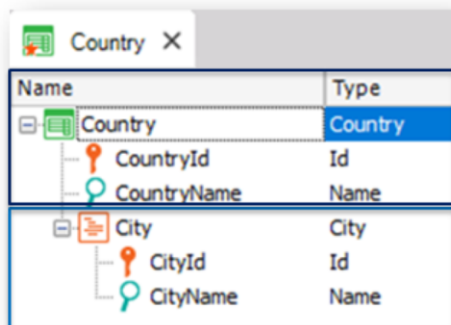 Country
Name Type
Country Country
CountryId Id
CountryName Name
City City
CityId Id
CityName Name